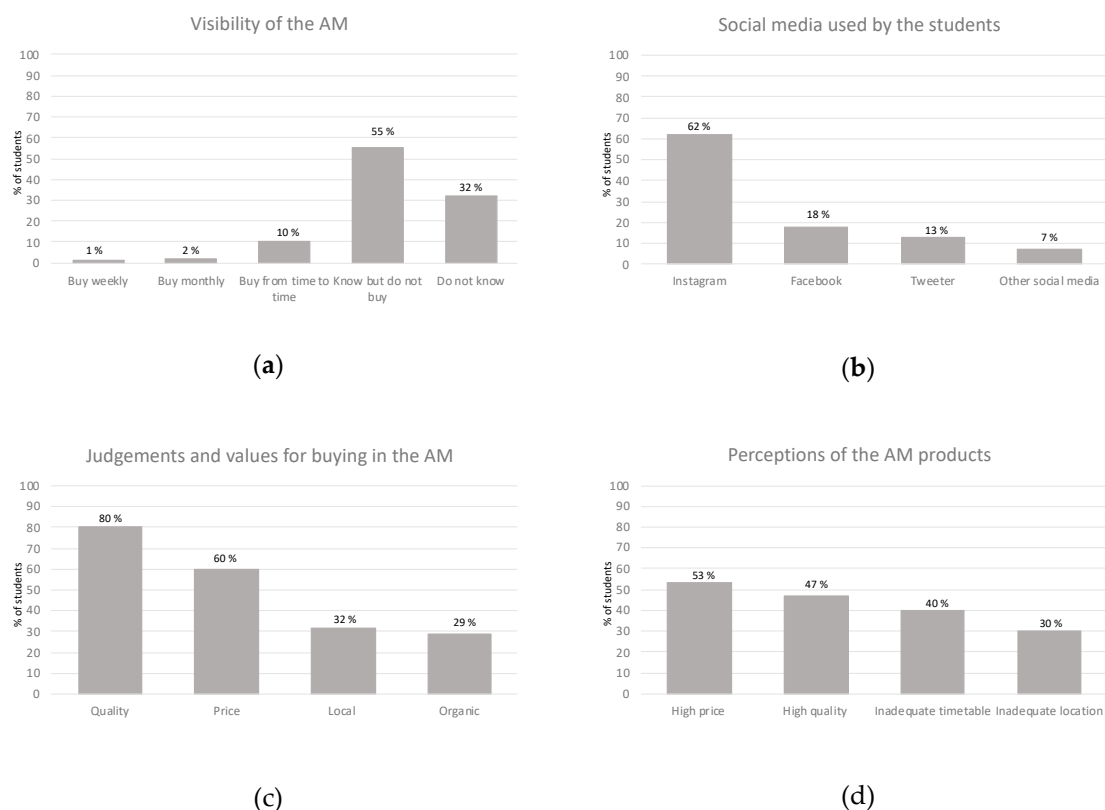 Visibility of the AM
% of students
100
90
80
70
60
50
40
30
20
10
0
1 %
2 %
10 %
55 %
32 %
Buy weekly
Buy monthly
Buy from time to
time
Know but do not
buy
Do not know
(a)
Social media used by the students
% of students
100
90
80
70
60
50
40
30
20
10
0
62 %
18 %
13 %
7 %
Instagram
Facebook
Tweeter
Other social media
(b)
Judgements and values for buying in the AM
% of students
100
90
80
70
60
50
40
30
20
10
0
80 %
60 %
32 %
29 %
Quality
Price
Local
Organic
(c)
Perceptions of the AM products
% of students
100
90
80
70
60
50
40
30
20
10
0
53 %
47 %
40 %
30 %
High price
High quality
Inadequate timetable
Inadequate location
(d)